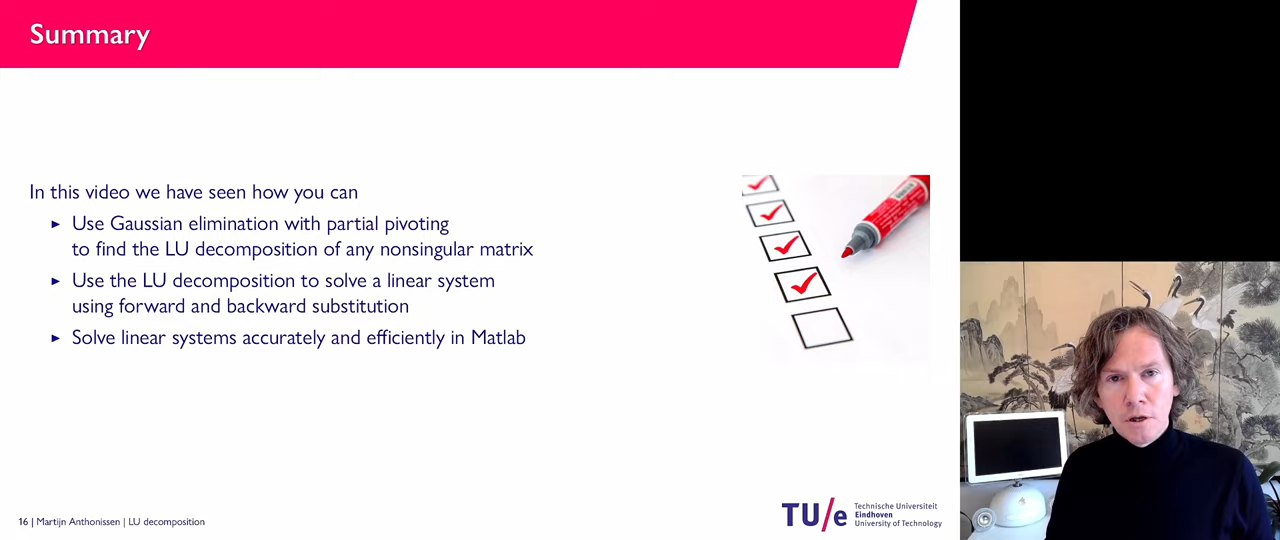 Summary
In this video we have seen how you can
► Use Gaussian elimination with partial pivoting
to find the LU decomposition of any nonsingular matrix
► Use the LU decomposition to solve a linear system
using forward and backward substitution
► Solve linear systems accurately and efficiently in Matlab
16 | Martijn Anthonissen | LU decomposition
TU/e
Technische Universiteit
Eindhoven
University of Technology